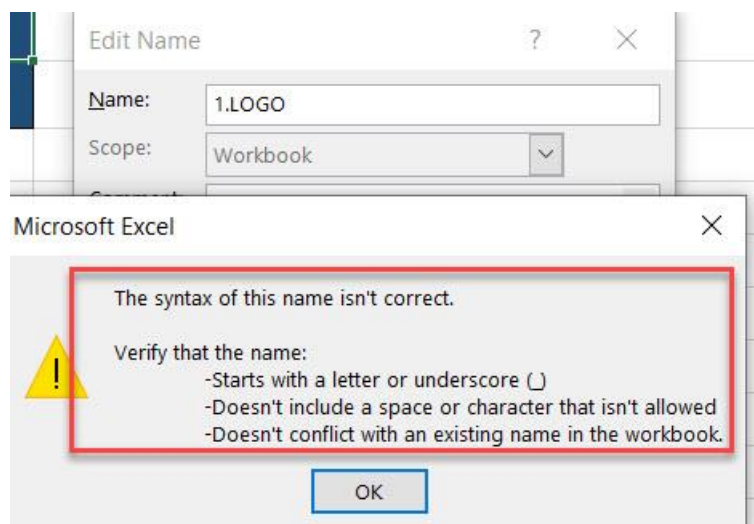 Edit Name ? ×
Name: 1.LOGO
Scope: Workbook
Microsoft Excel ×
The syntax of this name isn't correct.
Verify that the name:
-Starts with a letter or underscore (_)
-Doesn't include a space or character that isn't allowed
-Doesn't conflict with an existing name in the workbook.
OK